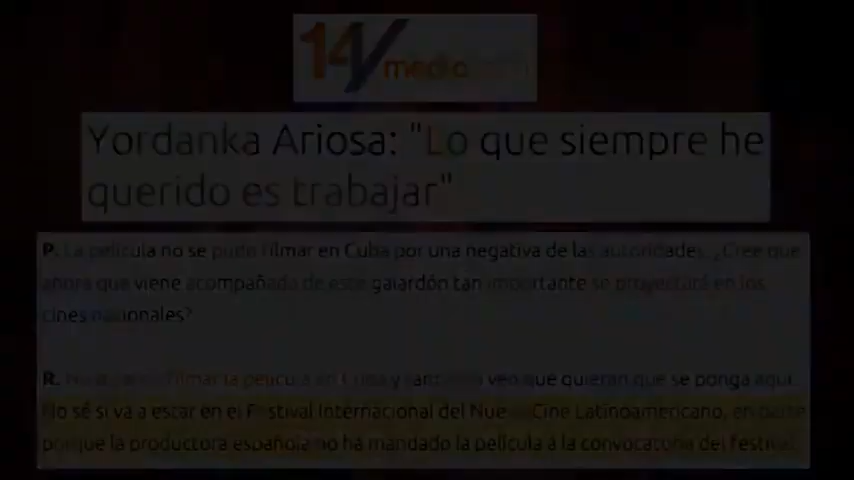 14ymedio.com
Yordanka Ariosa: "Lo que siempre he
querido es trabajar"
P. La película no se pudo filmar en Cuba por una negativa de las autoridades. ¿Cree que
ahora que viene acompañada de este galardón tan importante se proyectará en los
cines nacionales?
R. filmar la película en Cuba y tampoco veo que quieran que se ponga aquí.
No sé si va a estar en el Festival Internacional del Nuevo Cine Latinoamericano, en parte
porque la productora española no ha mandado la película a la convocatoria del festival.